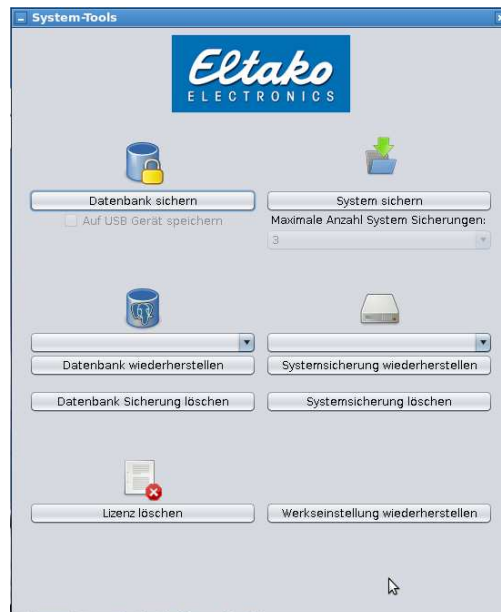 System-Tools
Eltako
ELECTRONICS
Datenbank sichern
System sichern
Auf USB Gerät speichern
Maximale Anzahl System Sicherungen:
3
Datenbank wiederherstellen
Systemsicherung wiederherstellen
Datenbank Sicherung löschen
Systemsicherung löschen
Lizenz löschen
Werkseinstellung wiederherstellen